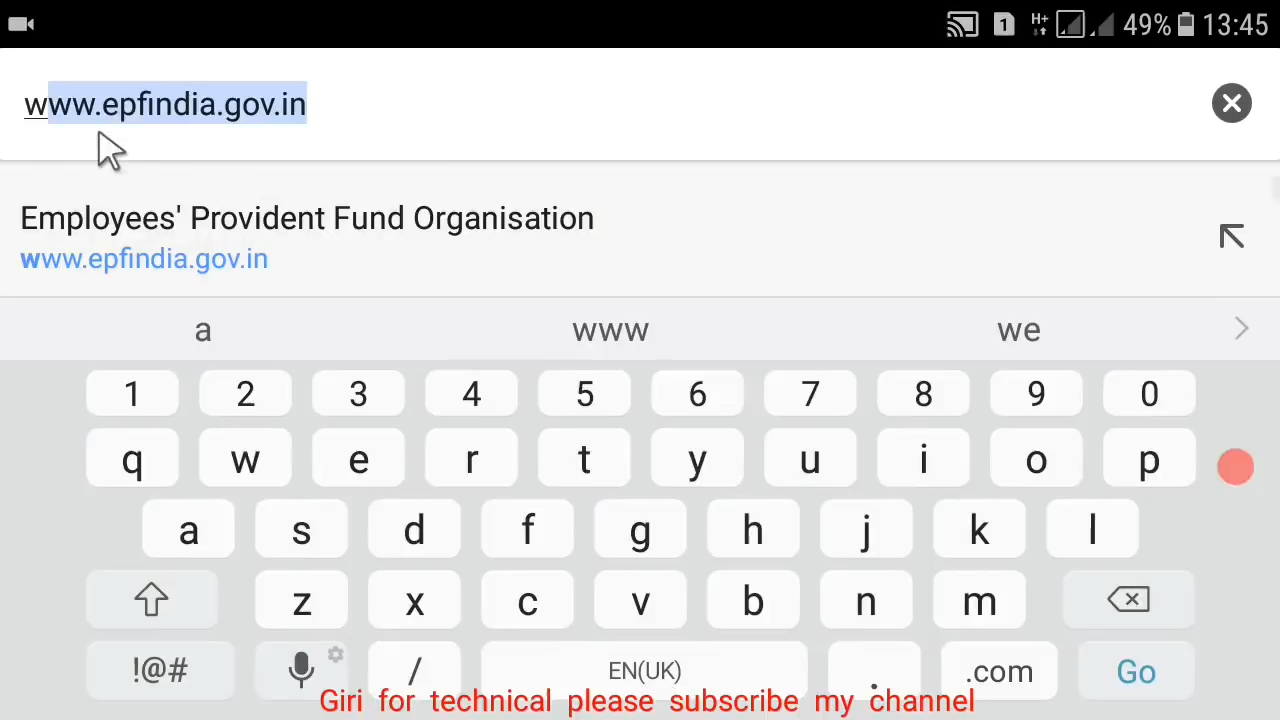 1 H+ 49% 13:45
www.epfindia.gov.in
Employees' Provident Fund Organisation
www.epfindia.gov.in
a www we
1 2 3 4 5 6 7 8 9 0
q w e r t y u i o p
a s d f g h j k l
z x c v b n m
!@# / EN(UK) . .com Go
Giri for technical please subscribe my channel